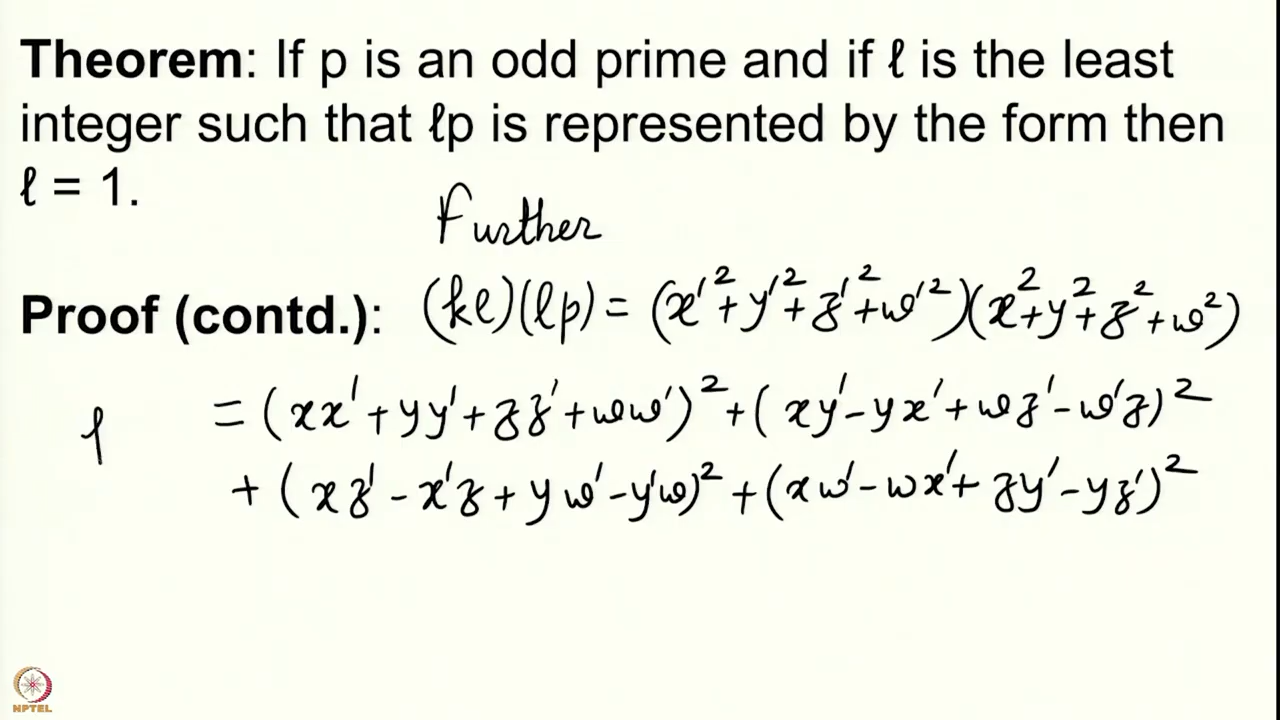 Theorem: If p is an odd prime and if ℓ is the least
integer such that ℓp is represented by the form then
ℓ = 1.
Further
Proof (contd.): (kℓ)(ℓp) = (x'² + y'² + z'² + w'²)(x² + y² + z² + w²)
ℓ = (xx' + yy' + zz' + ww')² + (xy' - yx' + wz' - w'z)²
+ (xz' - x'z + yw' - y'w)² + (xw' - wx' + zy' - yz')²
NPTEL